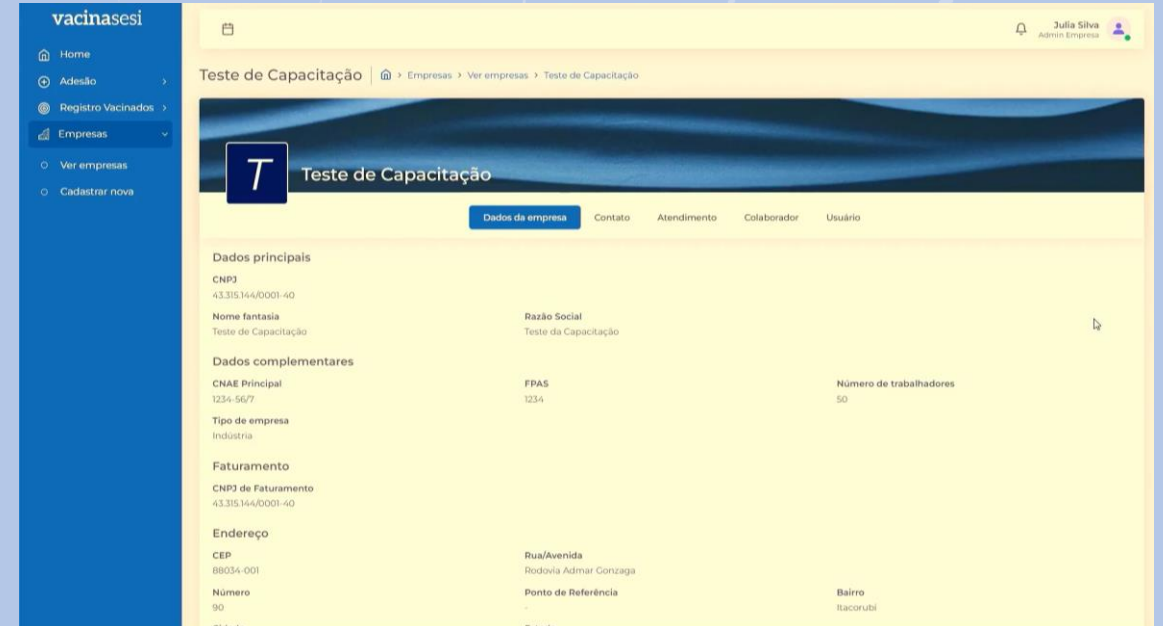 vacinasesi
Home
Adesão
Registro Vacinados
Empresas
Ver empresas
Cadastrar nova
Julia Silva
Admin Empresa
Teste de Capacitação
Empresas > Ver empresas > Teste de Capacitação
T
Teste de Capacitação
Dados da empresa Contato Atendimento Colaborador Usuário
Dados principais
CNPJ
43.315.144/0001-40
Nome fantasia Razão Social
Teste de Capacitação Teste da Capacitação
Dados complementares
CNAE Principal FPAS Número de trabalhadores
1234-56/7 1234 50
Tipo de empresa
Indústria
Faturamento
CNPJ de Faturamento
43.315.144/0001-40
Endereço
CEP Rua/Avenida
88034-001 Rodovia Admar Gonzaga
Número Ponto de Referência Bairro
90 - Itacorubi